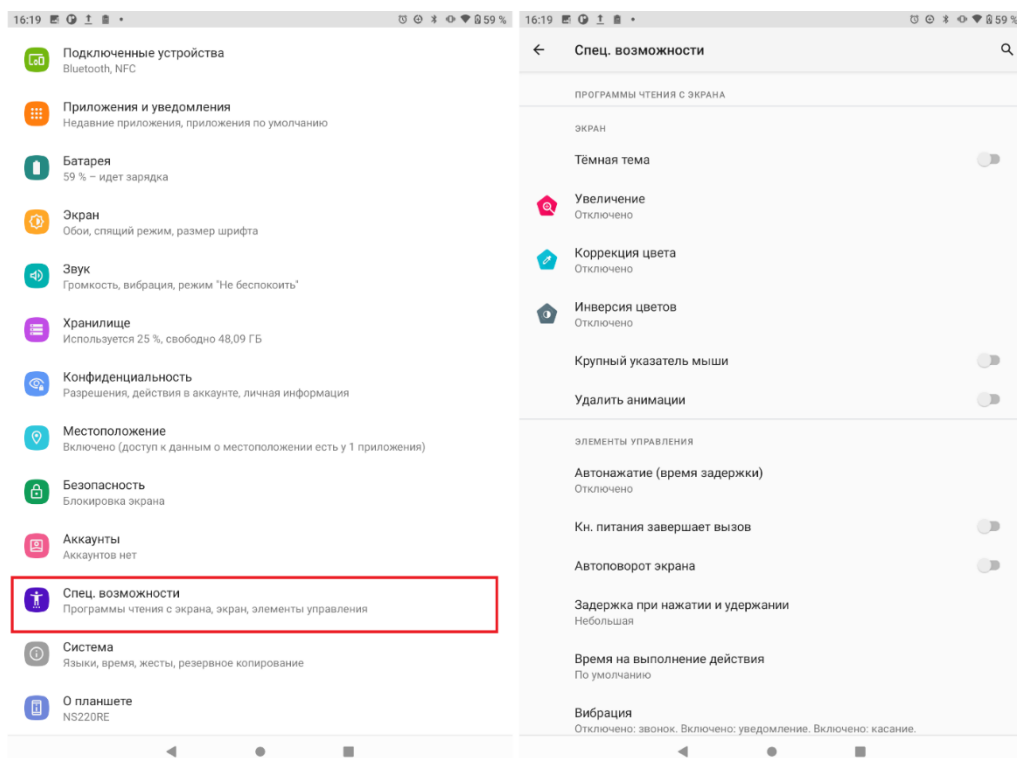 16:19
59 %
Подключенные устройства
Bluetooth, NFC
Приложения и уведомления
Недавние приложения, приложения по умолчанию
Батарея
59 % – идет зарядка
Экран
Обои, спящий режим, размер шрифта
Звук
Громкость, вибрация, режим "Не беспокоить"
Хранилище
Используется 25 %, свободно 48,09 ГБ
Конфиденциальность
Разрешения, действия в аккаунте, личная информация
Местоположение
Включено (доступ к данным о местоположении есть у 1 приложения)
Безопасность
Блокировка экрана
Аккаунты
Аккаунтов нет
Спец. возможности
Программы чтения с экрана, экран, элементы управления
Система
Языки, время, жесты, резервное копирование
О планшете
NS220RE
16:19
59 %
Спец. возможности
ПРОГРАММЫ ЧТЕНИЯ С ЭКРАНА
ЭКРАН
Тёмная тема
Увеличение
Отключено
Коррекция цвета
Отключено
Инверсия цветов
Отключено
Крупный указатель мыши
Удалить анимации
ЭЛЕМЕНТЫ УПРАВЛЕНИЯ
Автонажатие (время задержки)
Отключено
Кн. питания завершает вызов
Автоповорот экрана
Задержка при нажатии и удержании
Небольшая
Время на выполнение действия
По умолчанию
Вибрация
Отключено: звонок. Включено: уведомление. Включено: касание.